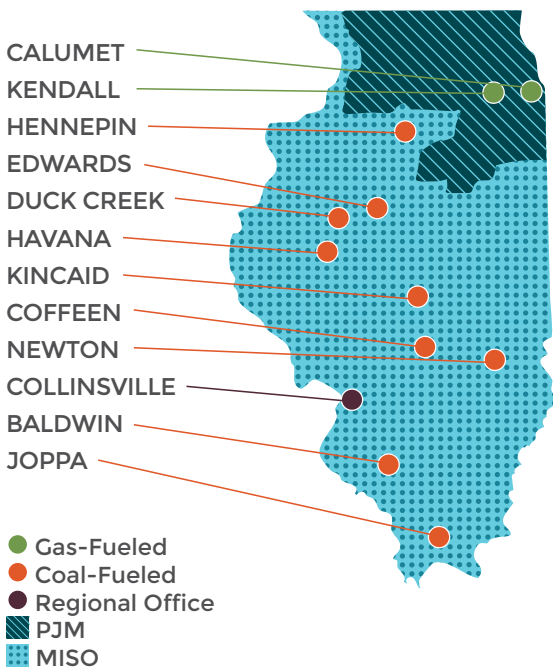 CALUMET
KENDALL
HENNEPIN
EDWARDS
DUCK CREEK
HAVANA
KINCAID
COFFEEN
NEWTON
COLLINSVILLE
BALDWIN
JOPPA
Gas-Fueled
Coal-Fueled
Regional Office
PJM
MISO